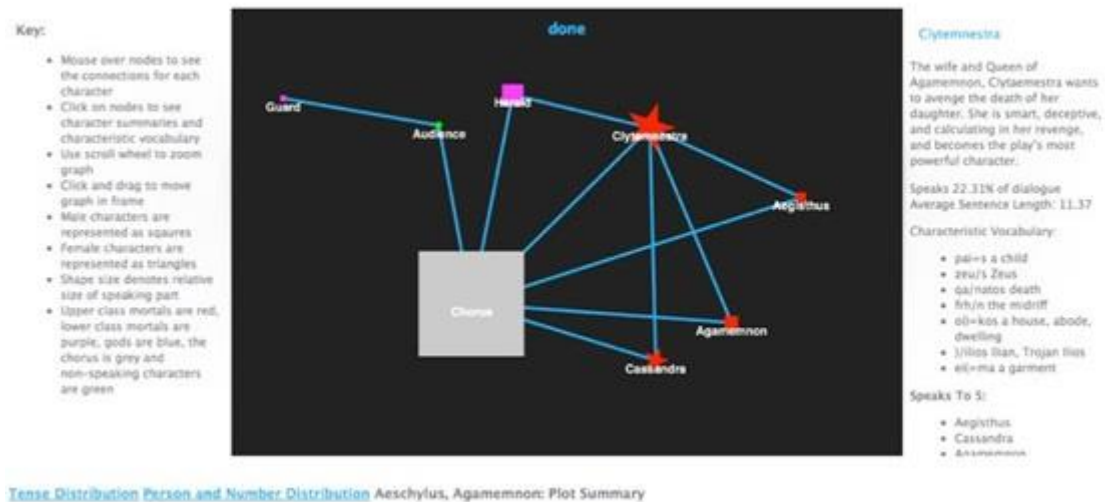 Key:
Mouse over nodes to see
the connections for each
character
Click on nodes to see
character summaries and
characteristic vocabulary
Use scroll wheel to zoom
graph
Click and drag to move
graph in frame
Male characters are
represented as sqaures
Female characters are
represented as triangles
Shape size denotes relative
size of speaking part
Upper class mortals are red,
lower class mortals are
purple, gods are blue, the
chorus is grey and
non-speaking characters
are green
done
Guard
Audience
Herald
Clytemnestra
Aegisthus
Chorus
Agamemnon
Cassandra
Clytemnestra
The wife and Queen of
Agamemnon, Clytaemestra wants
to avenge the death of her
daughter. She is smart, deceptive,
and calculating in her revenge,
and becomes the play's most
powerful character.
Speaks 22.31% of dialogue
Average Sentence Length: 11.37
Characteristic Vocabulary:
pai=s a child
zeu/s Zeus
qa/natos death
frh/n the midriff
oi)=kos a house, abode,
dwelling
)/ilios Ilian, Trojan Ilios
ei(=ma a garment
Speaks To 5:
Aegisthus
Cassandra
Agamemnon
Tense Distribution Person and Number Distribution Aeschylus, Agamemnon: Plot Summary